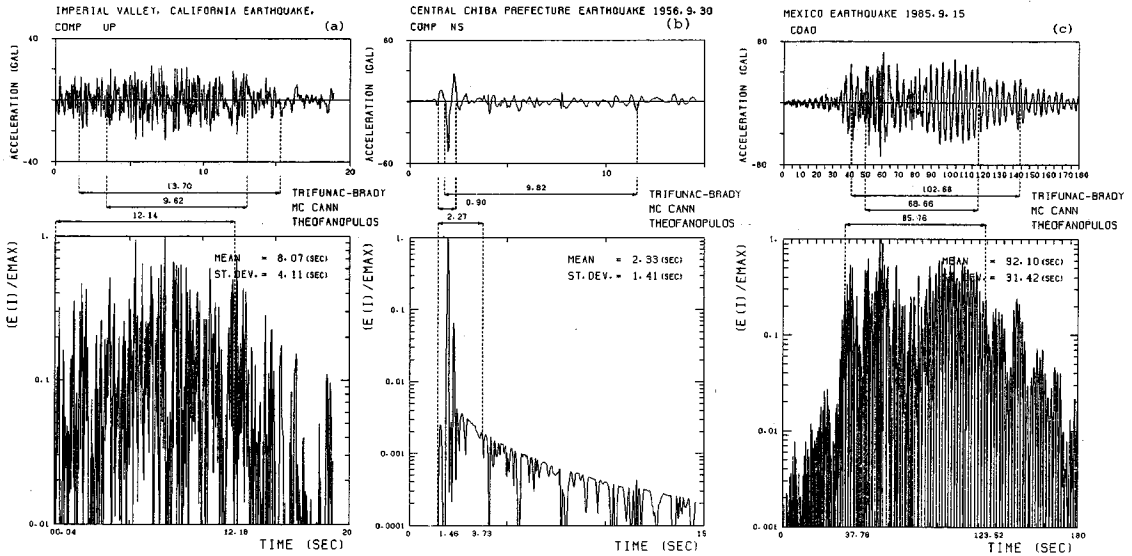 IMPERIAL VALLEY, CALIFORNIA EARTHQUAKE.
COMP UP
(a)
ACCELERATION (GAL)
40
0
-40
0
10
20
13.70
9.62
12.14
TRIFUNAC-BRADY
MC CANN
THEOFANOPULOS
(E(I)/EMAX)
1.
0.1
0.01
MEAN = 8.07 (SEC)
ST.DEV. = 4.11 (SEC)
00.04
12.18
20
TIME (SEC)
CENTRAL CHIBA PREFECTURE EARTHQUAKE 1956.9.30
COMP NS
(b)
ACCELERATION (GAL)
60
0
-60
0
10
9.82
0.90
2.27
TRIFUNAC-BRADY
MC CANN
THEOFANOPULOS
(E(I)/EMAX)
1.
0.1
0.01
0.001
0.0001
MEAN = 2.33 (SEC)
ST.DEV. = 1.41 (SEC)
0
1.46
3.73
15
TIME (SEC)
MEXICO EARTHQUAKE 1985.9.15
CDAO
(c)
ACCELERATION (GAL)
80
0
-80
0 10 20 30 40 50 60 70 80 90 100 110 120 130 140 150 160 170 180
102.68
68.66
85.76
TRIFUNAC-BRADY
MC CANN
THEOFANOPULOS
(E(I)/EMAX)
1.
0.1
0.01
0.001
MEAN = 92.10 (SEC)
ST.DEV. = 31.42 (SEC)
0
37.76
123.52
180
TIME (SEC)